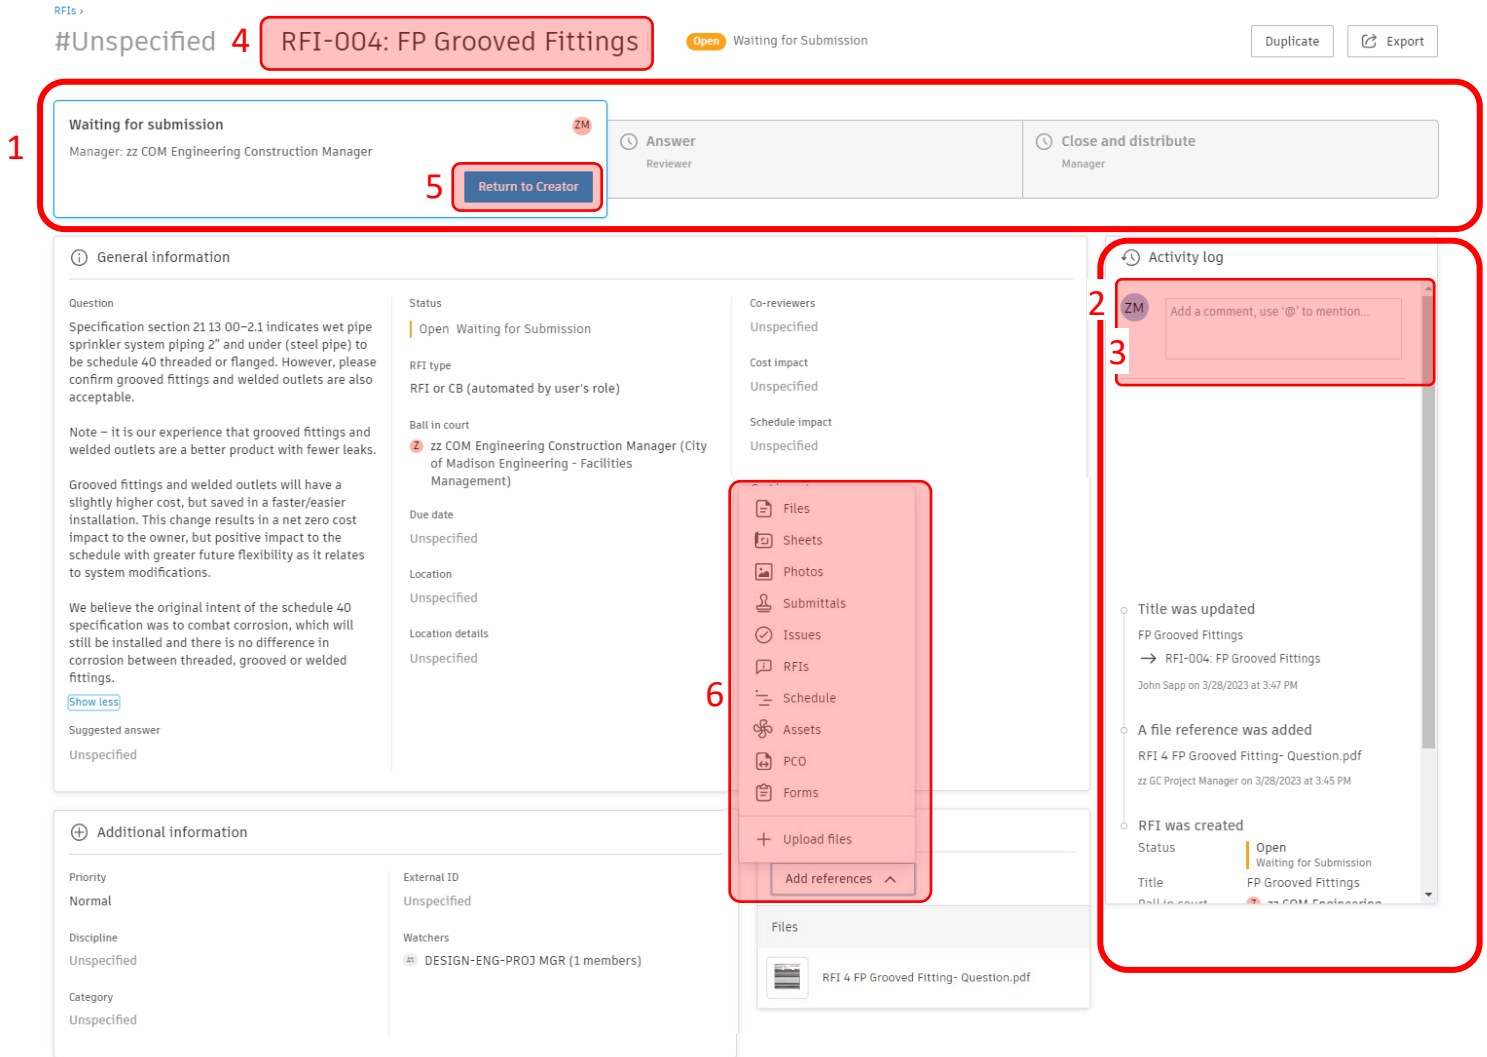 RFIs ›
#Unspecified 4 RFI-004: FP Grooved Fittings Open Waiting for Submission Duplicate Export
1
Waiting for submission ZM
Manager: zz COM Engineering Construction Manager
5 Return to Creator
Answer
Reviewer
Close and distribute
Manager
General information
Question
Specification section 21 13 00–2.1 indicates wet pipe
sprinkler system piping 2” and under (steel pipe) to
be schedule 40 threaded or flanged. However, please
confirm grooved fittings and welded outlets are also
acceptable.
Note – it is our experience that grooved fittings and
welded outlets are a better product with fewer leaks.
Grooved fittings and welded outlets will have a
slightly higher cost, but saved in a faster/easier
installation. This change results in a net zero cost
impact to the owner, but positive impact to the
schedule with greater future flexibility as it relates
to system modifications.
We believe the original intent of the schedule 40
specification was to combat corrosion, which will
still be installed and there is no difference in
corrosion between threaded, grooved or welded
fittings.
Show less
Suggested answer
Unspecified
Status
Open Waiting for Submission
RFI type
RFI or CB (automated by user's role)
Ball in court
Z zz COM Engineering Construction Manager (City
of Madison Engineering - Facilities
Management)
Due date
Unspecified
Location
Unspecified
Location details
Unspecified
Co-reviewers
Unspecified
Cost impact
Unspecified
Schedule impact
Unspecified
6
Files
Sheets
Photos
Submittals
Issues
RFIs
Schedule
Assets
PCO
Forms
Upload files
Add references
Files
RFI 4 FP Grooved Fitting- Question.pdf
Additional information
Priority
Normal
Discipline
Unspecified
Category
Unspecified
External ID
Unspecified
Watchers
DESIGN-ENG-PROJ MGR (1 members)
Activity log
2
ZM Add a comment, use '@' to mention...
3
Title was updated
FP Grooved Fittings
→ RFI-004: FP Grooved Fittings
John Sapp on 3/28/2023 at 3:47 PM
A file reference was added
RFI 4 FP Grooved Fitting- Question.pdf
zz GC Project Manager on 3/28/2023 at 3:45 PM
RFI was created
Status Open
Waiting for Submission
Title FP Grooved Fittings
Ball in court zz COM Engineering